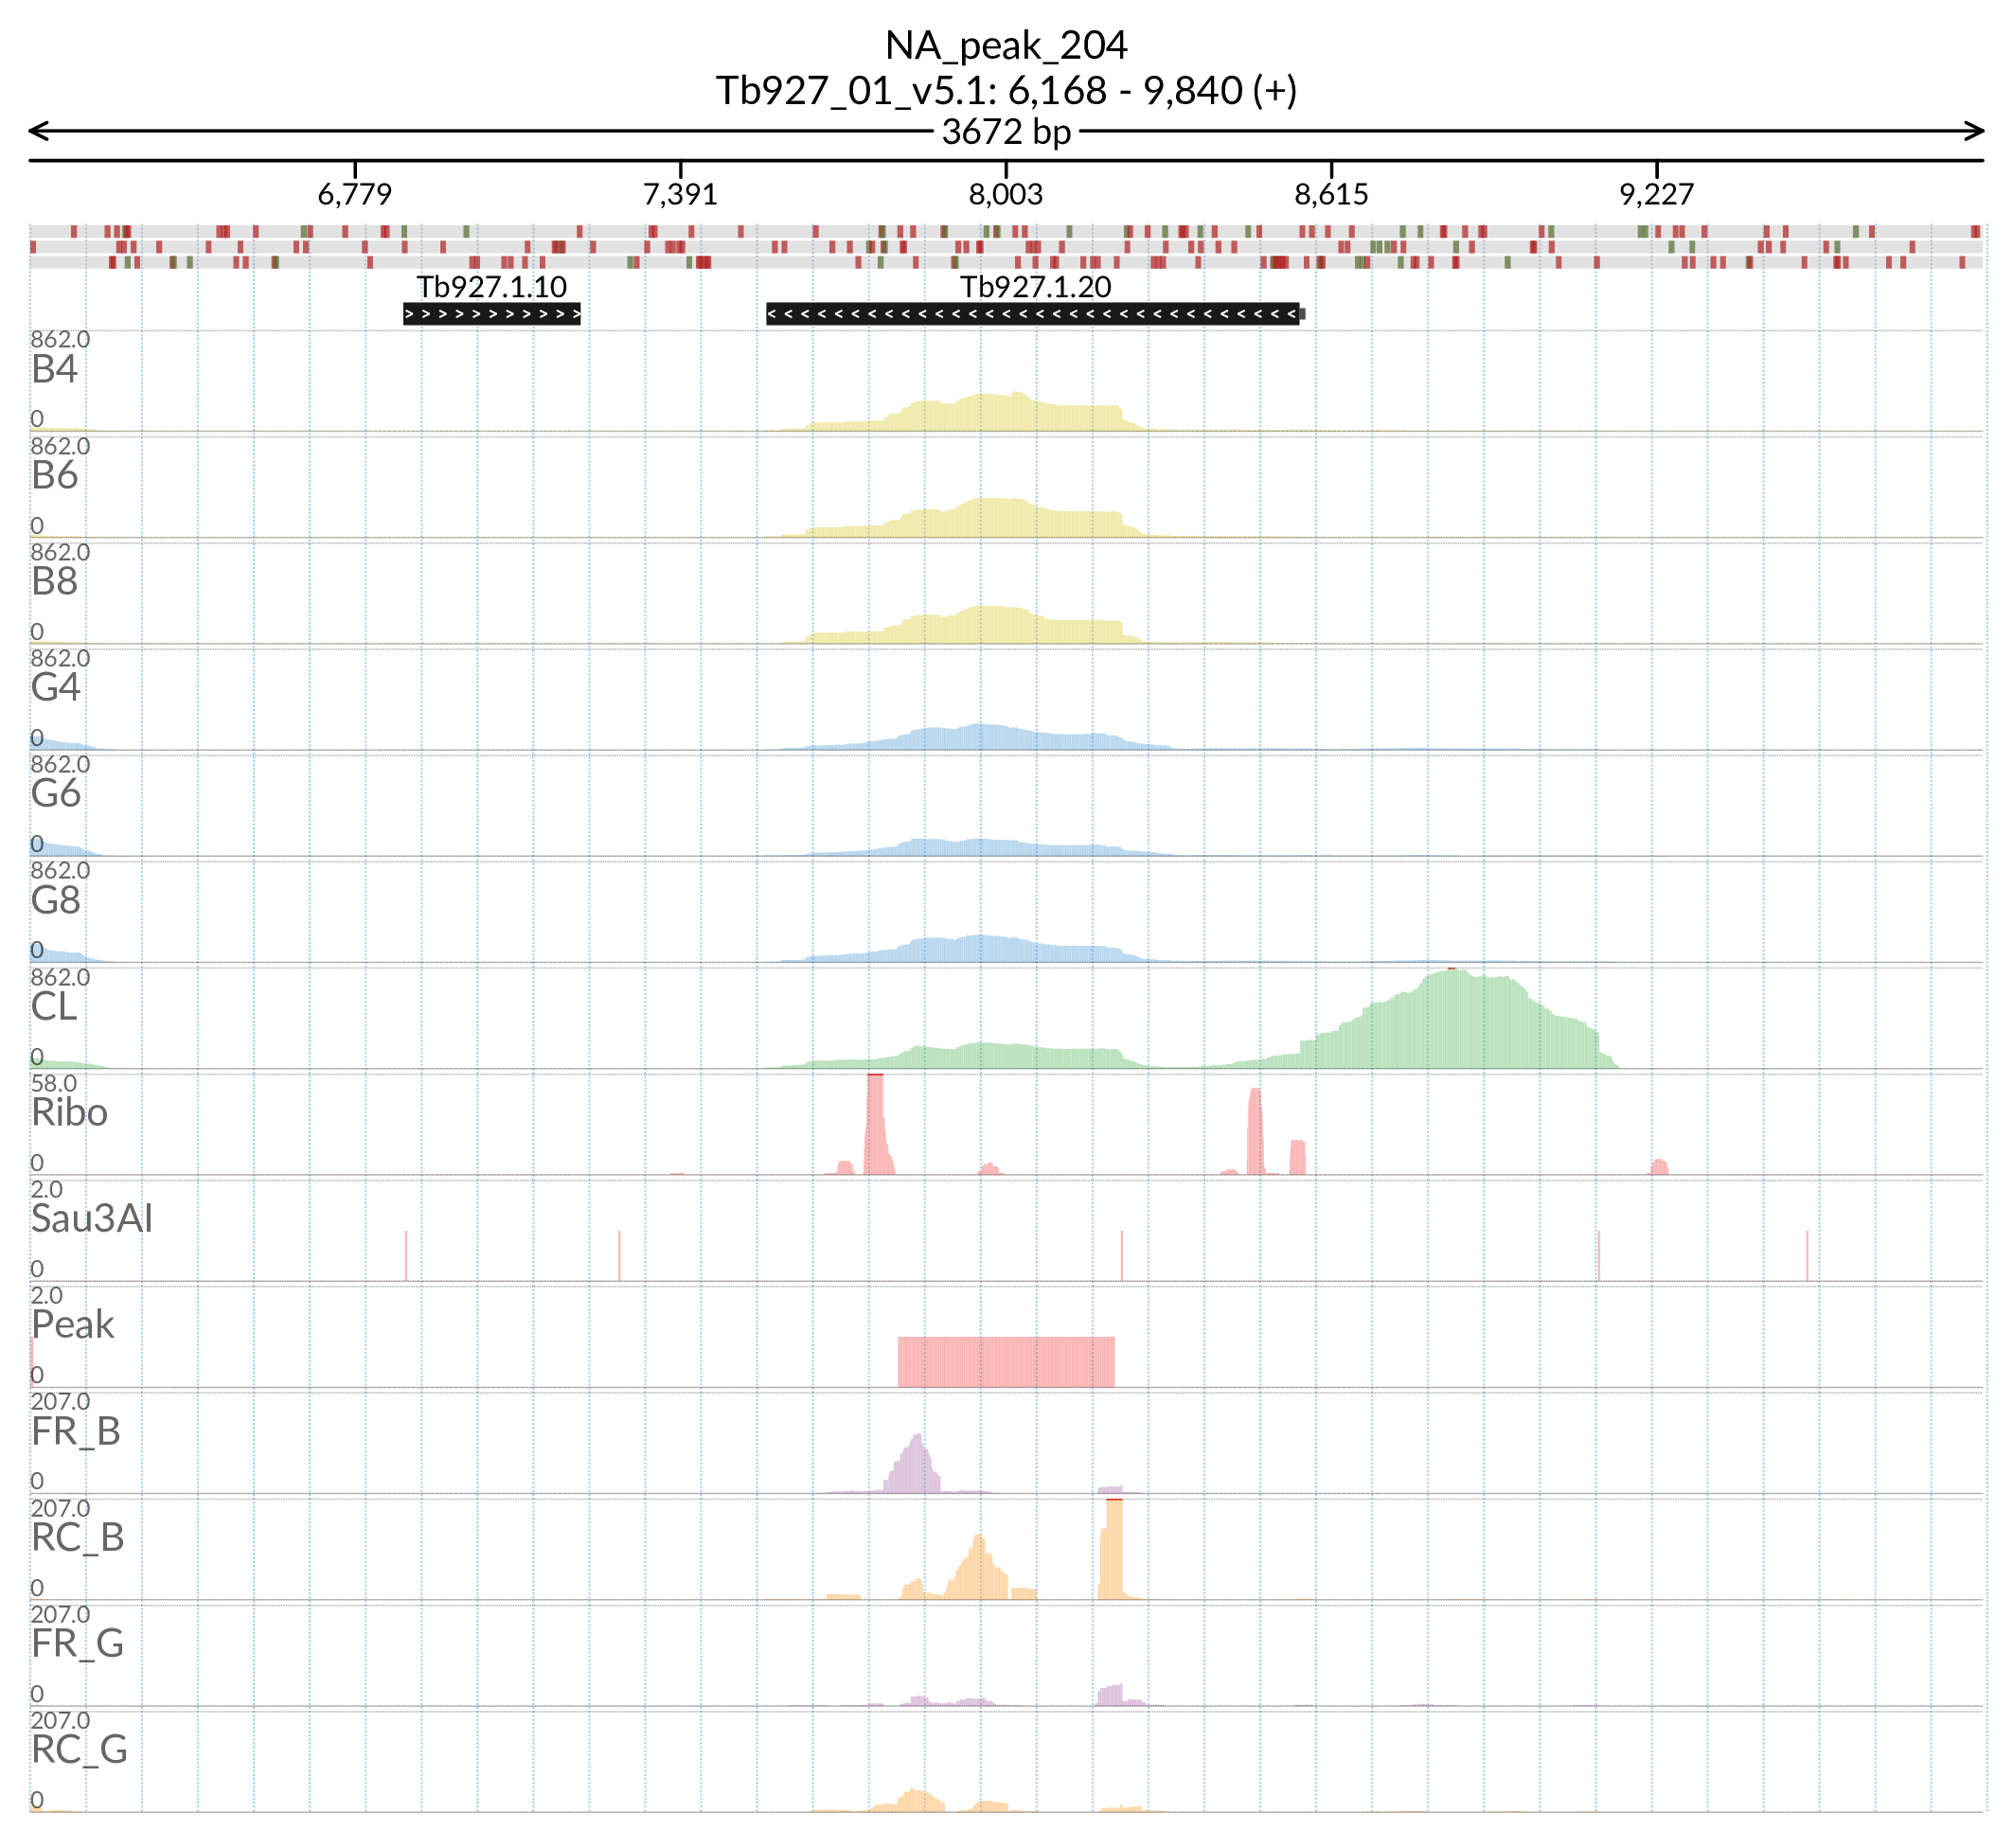 NA_peak_204
Tb927_01_v5.1: 6,168 - 9,840 (+)
3672 bp
6,779 7,391 8,003 8,615 9,227
Tb927.1.10 Tb927.1.20
862.0
B4
0
862.0
B6
0
862.0
B8
0
862.0
G4
0
862.0
G6
0
862.0
G8
0
862.0
CL
0
58.0
Ribo
0
2.0
Sau3AI
0
2.0
Peak
0
207.0
FR_B
0
207.0
RC_B
0
207.0
FR_G
0
207.0
RC_G
0